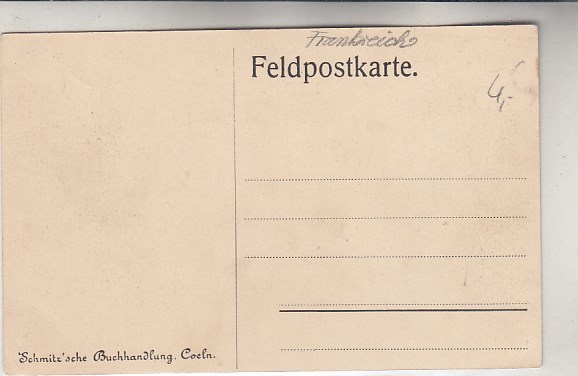 Frankreich
Feldpostkarte.
4,-
Schmitz'sche Buchhandlung. Coeln.